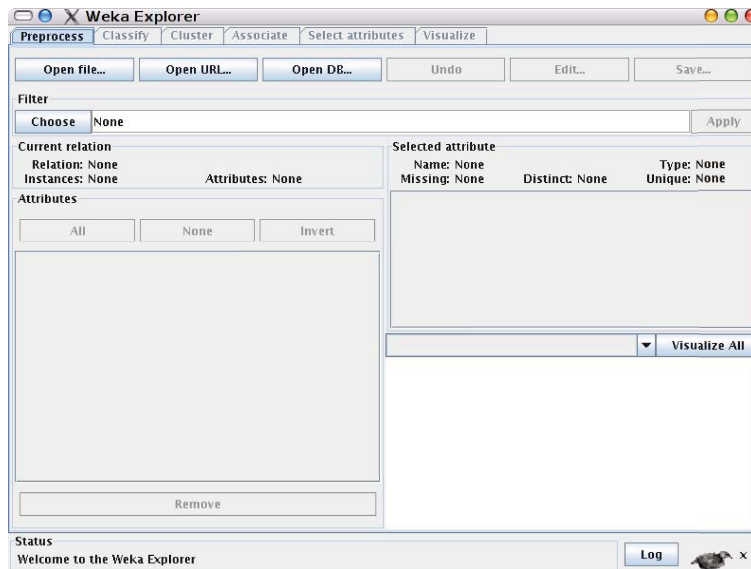 Weka Explorer
Preprocess Classify Cluster Associate Select attributes Visualize
Open file... Open URL... Open DB... Undo Edit... Save...
Filter
Choose None Apply
Current relation
Relation: None
Instances: None Attributes: None
Selected attribute
Name: None Type: None
Missing: None Distinct: None Unique: None
Attributes
All None Invert
Visualize All
Remove
Status
Welcome to the Weka Explorer
Log x